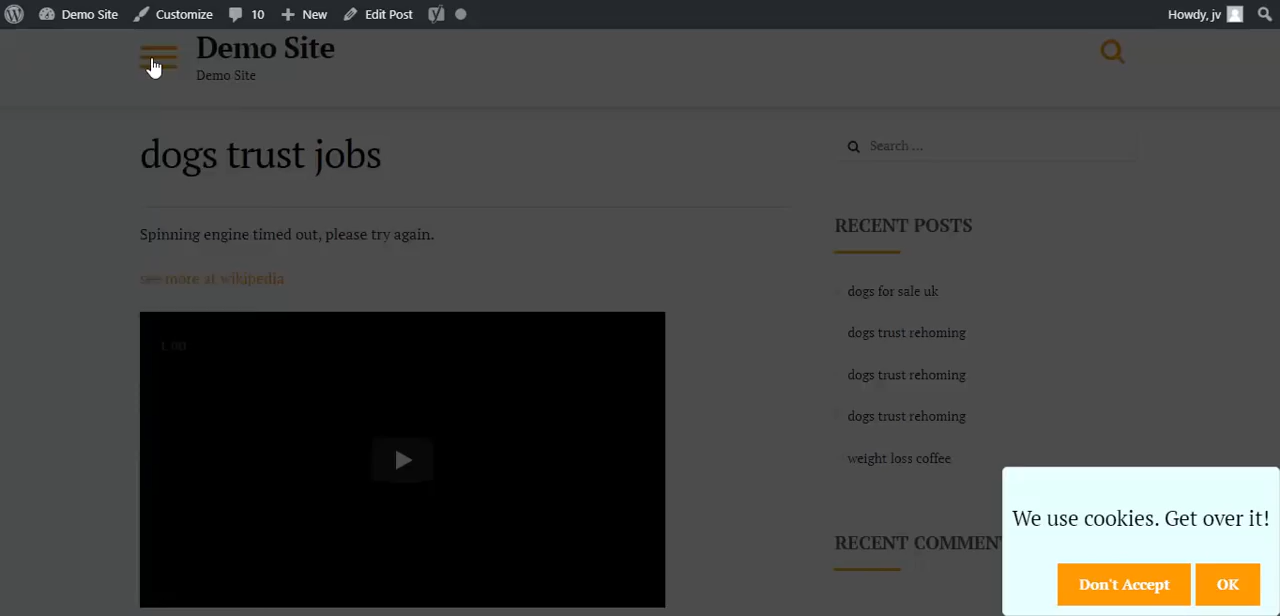 Demo Site Customize 10 New Edit Post Howdy, jv
Demo Site
Demo Site
dogs trust jobs
Search ...
Spinning engine timed out, please try again.
see more at wikipedia
RECENT POSTS
dogs for sale uk
dogs trust rehoming
dogs trust rehoming
dogs trust rehoming
weight loss coffee
RECENT COMMEN
We use cookies. Get over it!
Don't Accept OK